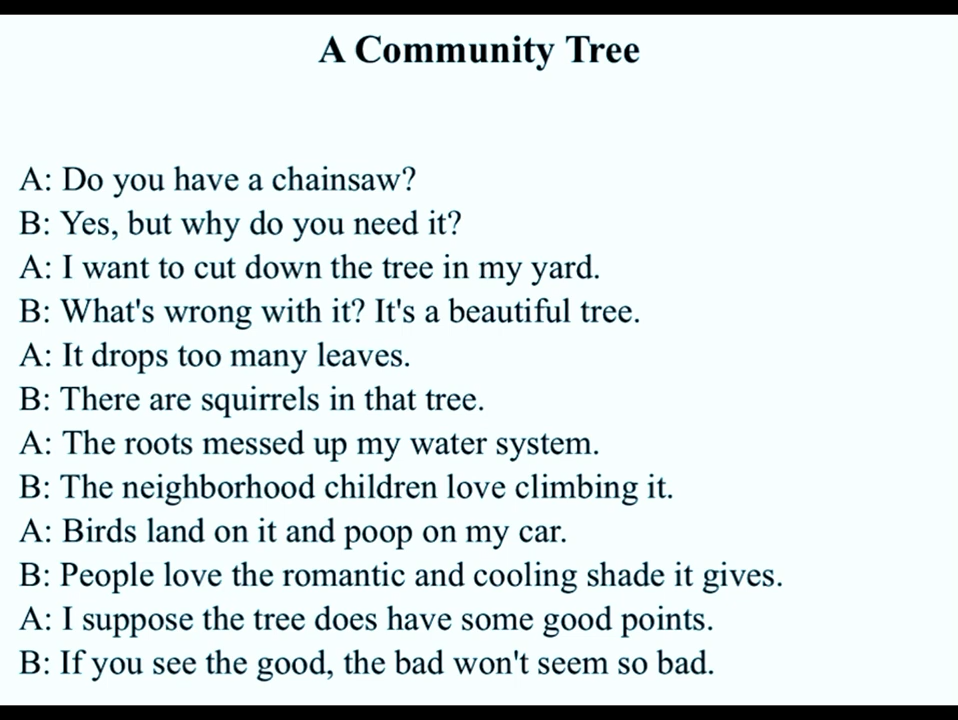 A Community Tree
A: Do you have a chainsaw?
B: Yes, but why do you need it?
A: I want to cut down the tree in my yard.
B: What's wrong with it? It's a beautiful tree.
A: It drops too many leaves.
B: There are squirrels in that tree.
A: The roots messed up my water system.
B: The neighborhood children love climbing it.
A: Birds land on it and poop on my car.
B: People love the romantic and cooling shade it gives.
A: I suppose the tree does have some good points.
B: If you see the good, the bad won't seem so bad.